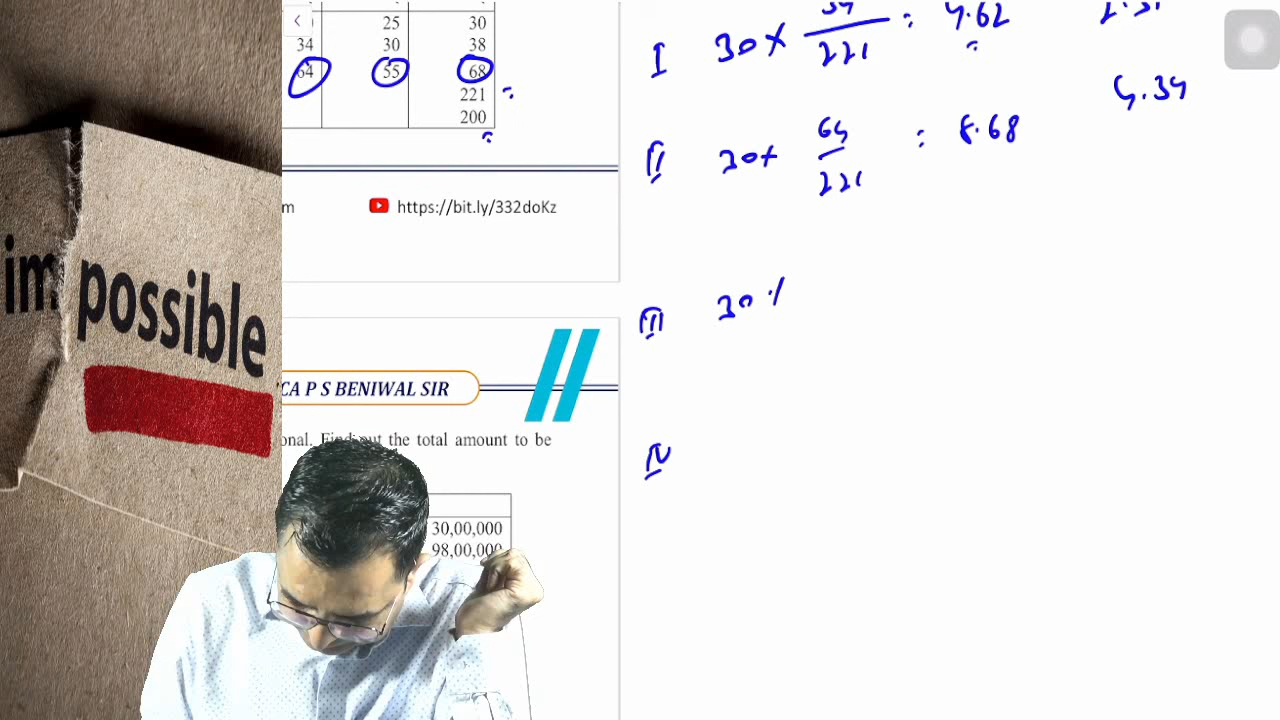 impossible
25 30
34 30 38
64 55 68
221
200
m https://bit.ly/332doKz
CA P S BENIWAL SIR
onal. Find out the total amount to be
30,00,000
98,00,000
I 30 × 34/221 : 4.62
4.34
II 30 × 64/221 : 8.68
III 30 ×
IV